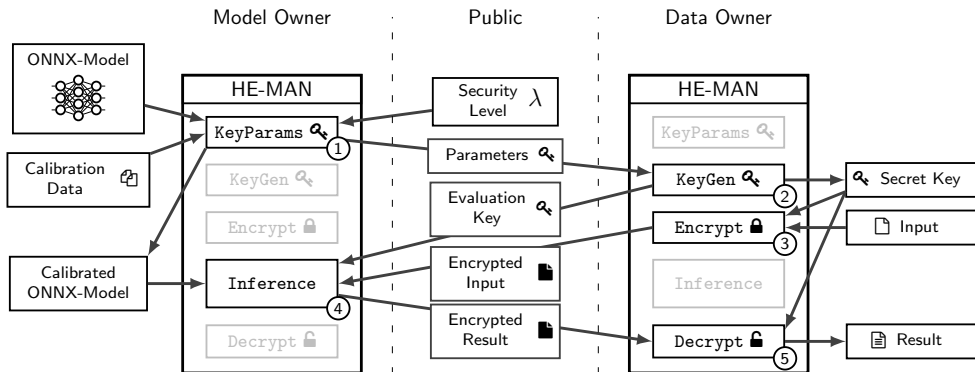 Model Owner
Public
Data Owner
ONNX-Model
HE-MAN
Security
Level
λ
HE-MAN
KeyParams
1
KeyParams
Calibration
Data
Parameters
KeyGen
KeyGen
2
Secret Key
Evaluation
Key
Encrypt
Encrypt
3
Input
Calibrated
ONNX-Model
Inference
4
Encrypted
Input
Inference
Encrypted
Result
Decrypt
Decrypt
5
Result